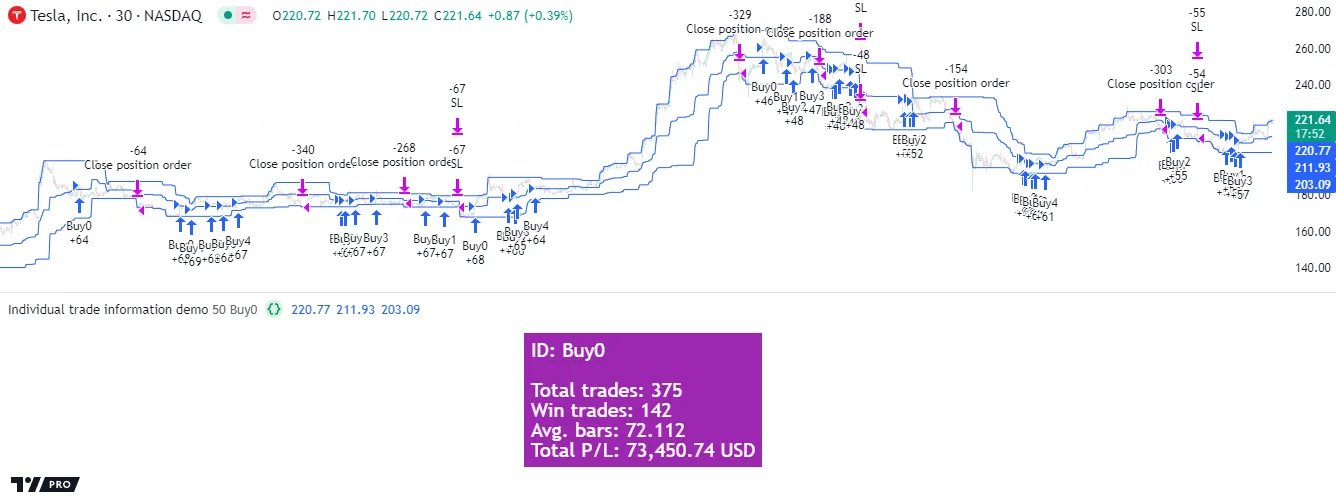 Tesla, Inc. · 30 · NASDAQ O220.72 H221.70 L220.72 C221.64 +0.87 (+0.39%)
280.00
260.00
240.00
221.64
17:52
220.77
211.93
203.09
180.00
160.00
140.00
-64
Close position order
-340
-268
Close position order
-67
SL
-67
SL
-329
Close position order
-188
Close position order
SL
-48
SL
-154
Close position order
-303
Close position order
-55
SL
-54
SL
Buy0
+64
Buy4
+67
Buy3
+67
Buy1
+67
Buy0
+68
Buy4
+64
Buy0
+46
Buy1
Buy3
+47
+48
+48
Buy2
+52
Buy4
+61
Buy2
+55
Buy3
+57
Individual trade information demo 50 Buy0 {} 220.77 211.93 203.09
ID: Buy0
Total trades: 375
Win trades: 142
Avg. bars: 72.112
Total P/L: 73,450.74 USD
PRO